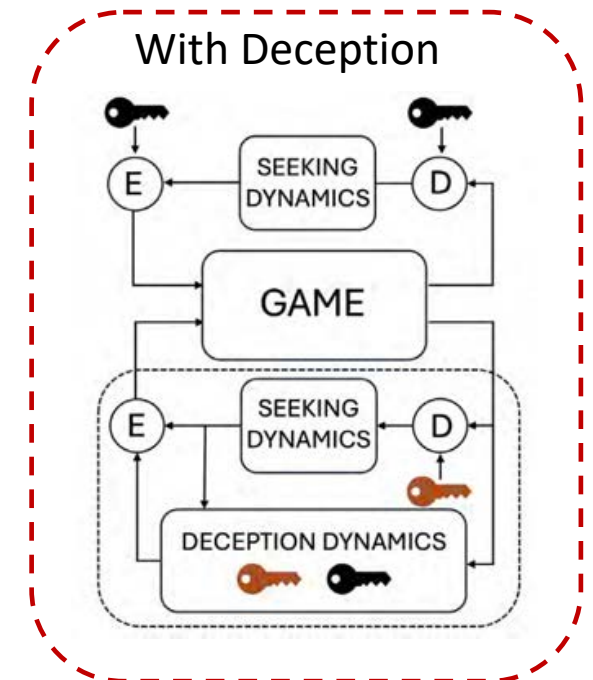 With Deception
E
SEEKING
DYNAMICS
D
GAME
E
SEEKING
DYNAMICS
D
DECEPTION DYNAMICS